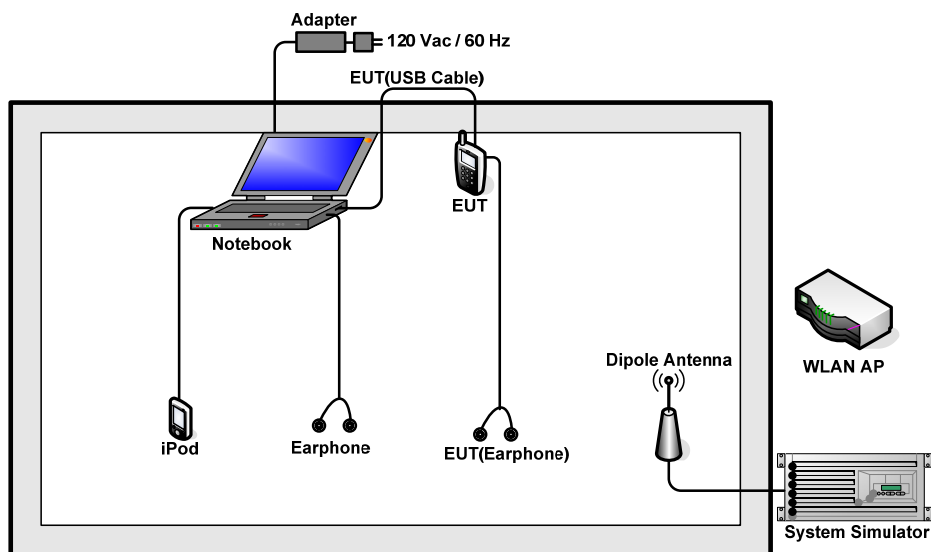 Adapter
120 Vac / 60 Hz
EUT(USB Cable)
EUT
Notebook
WLAN AP
Dipole Antenna
iPod
Earphone
EUT(Earphone)
System Simulator